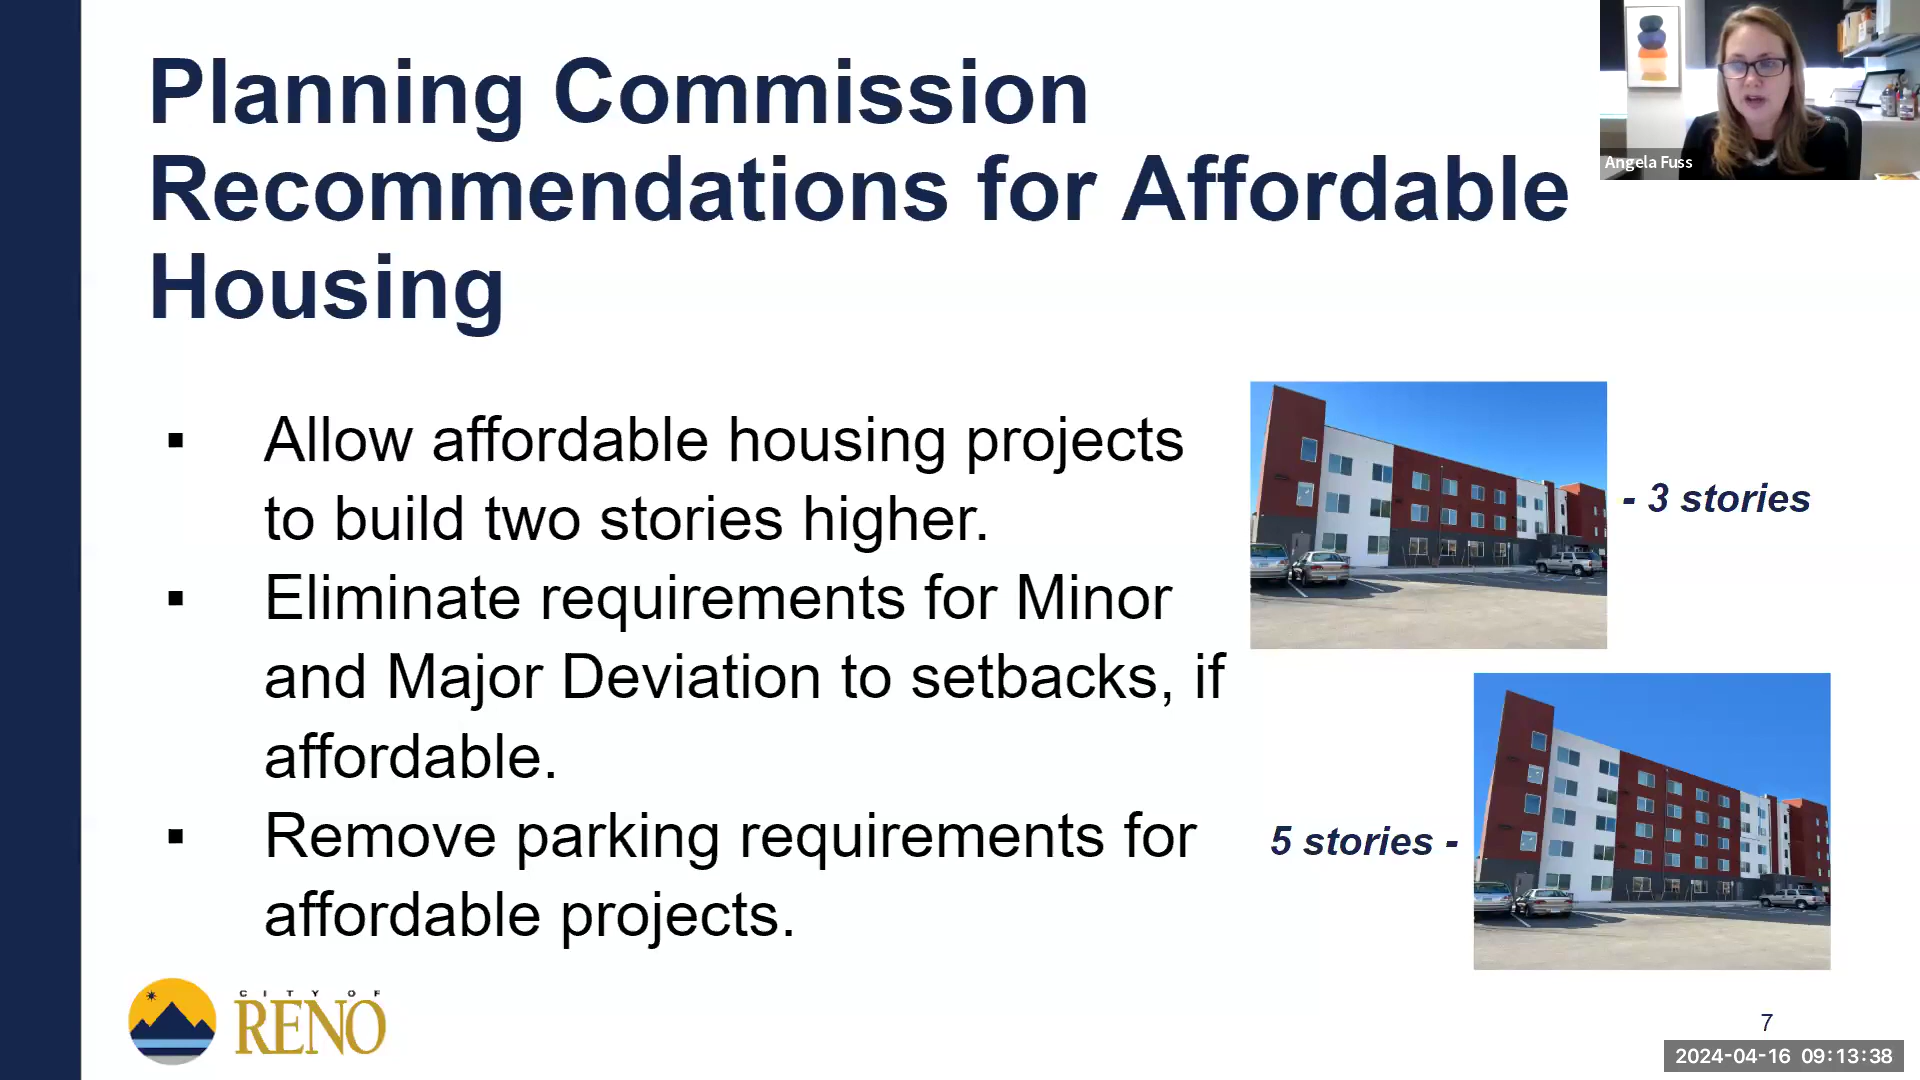 Planning Commission
Recommendations for Affordable
Housing
Angela Fuss
▪ Allow affordable housing projects
to build two stories higher.
▪ Eliminate requirements for Minor
and Major Deviation to setbacks, if
affordable.
▪ Remove parking requirements for
affordable projects.
- 3 stories
5 stories -
CITY OF
RENO
7
2024-04-16 09:13:38